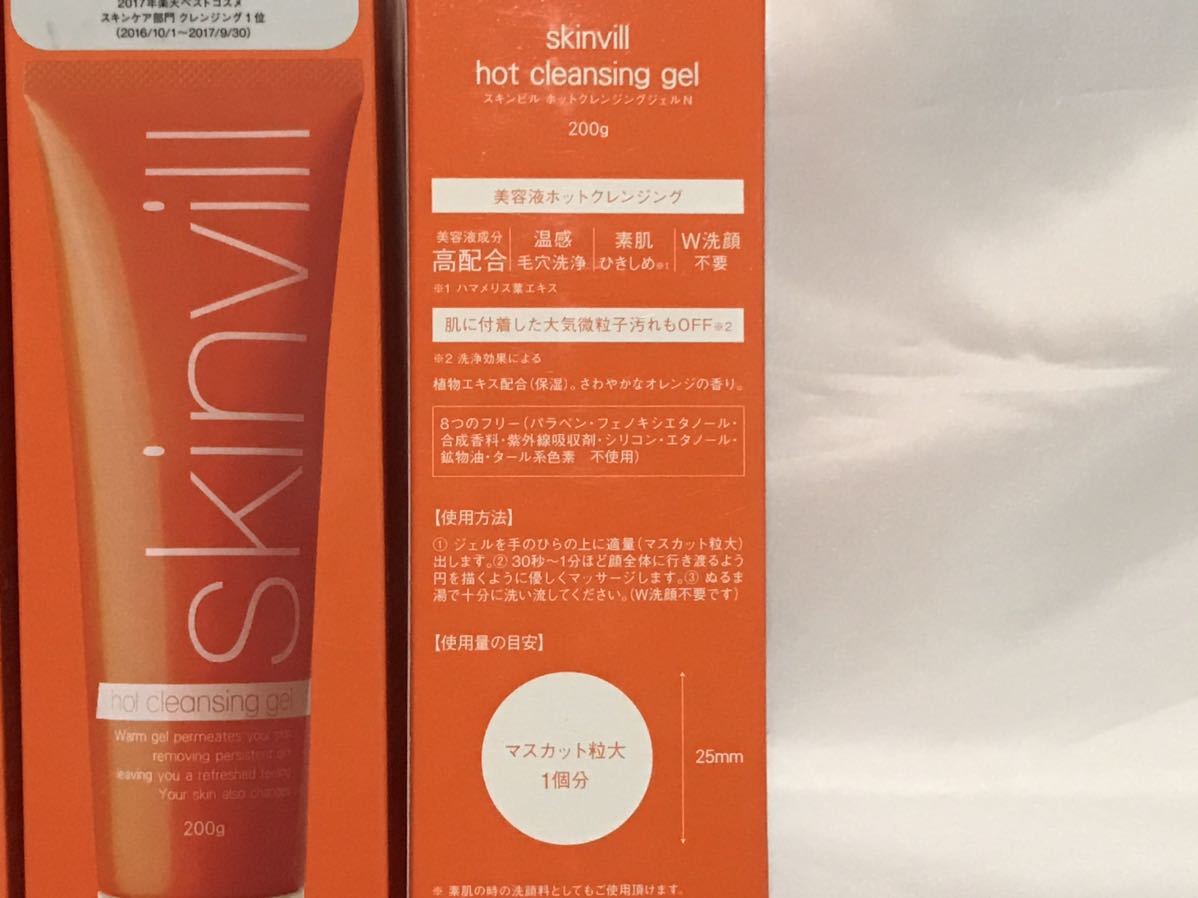 2017年楽天ベストコスメ
スキンケア部門 クレンジング1位
(2016/10/1〜2017/9/30)
skinvill
hot cleansing gel
Warm gel permeates your skin
removing persistent dirt
leaving you a refreshed feeling
Your skin also changes
200g
skinvill
hot cleansing gel
スキンビル ホットクレンジングジェルN
200g
美容液ホットクレンジング
美容液成分
高配合
温感
毛穴洗浄
素肌
ひきしめ※1
W洗顔
不要
※1 ハマメリス葉エキス
肌に付着した大気微粒子汚れもOFF※2
※2 洗浄効果による
植物エキス配合(保湿)。さわやかなオレンジの香り。
8つのフリー(パラベン・フェノキシエタノール・
合成香料・紫外線吸収剤・シリコン・エタノール・
鉱物油・タール系色素 不使用)
【使用方法】
① ジェルを手のひらの上に適量(マスカット粒大)
出します。② 30秒〜1分ほど顔全体に行き渡るよう
円を描くように優しくマッサージします。③ ぬるま
湯で十分に洗い流してください。(W洗顔不要です)
【使用量の目安】
マスカット粒大
1個分
25mm
※ 素肌の時の洗顔料としてもご使用頂けます。